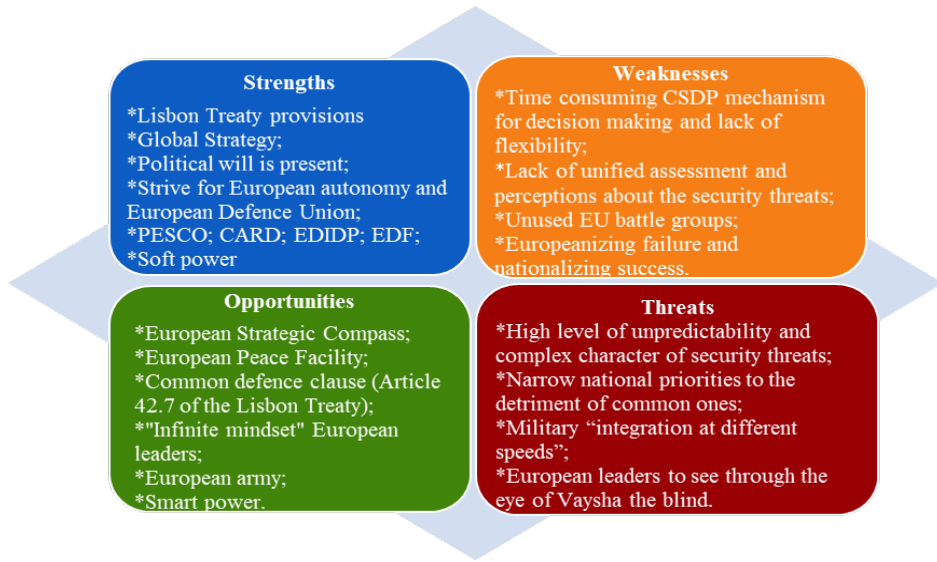 Strengths
*Lisbon Treaty provisions
*Global Strategy;
*Political will is present;
*Strive for European autonomy and
European Defence Union;
*PESCO; CARD; EDIDP; EDF;
*Soft power
Weaknesses
*Time consuming CSDP mechanism
for decision making and lack of
flexibility;
*Lack of unified assessment and
perceptions about the security threats;
*Unused EU battle groups;
*Europeanizing failure and
nationalizing success.
Opportunities
*European Strategic Compass;
*European Peace Facility;
*Common defence clause (Article
42.7 of the Lisbon Treaty);
*"Infinite mindset" European
leaders;
*European army;
*Smart power.
Threats
*High level of unpredictability and
complex character of security threats;
*Narrow national priorities to the
detriment of common ones;
*Military “integration at different
speeds”;
*European leaders to see through the
eye of Vaysha the blind.